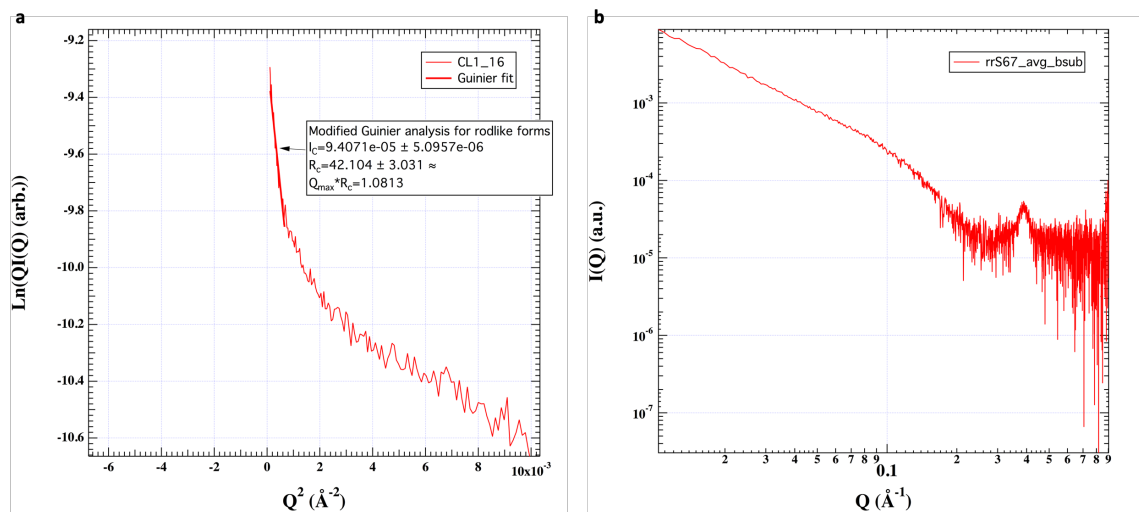 a
Ln(QI(Q) (arb.))
-9.2
-9.4
-9.6
-9.8
-10.0
-10.2
-10.4
-10.6
CL1_16
Guinier fit
Modified Guinier analysis for rodlike forms
I_C=9.4071e-05 ± 5.0957e-06
R_c=42.104 ± 3.031 ≈
Q_max*R_c=1.0813
-6 -4 -2 0 2 4 6 8 10x10⁻³
Q² (Å⁻²)
b
I(Q) (a.u.)
10⁻³
10⁻⁴
10⁻⁵
10⁻⁶
10⁻⁷
rrS67_avg_bsub
2 3 4 5 6 7 8 9 0.1 2 3 4 5 6 7 8 9
Q (Å⁻¹)